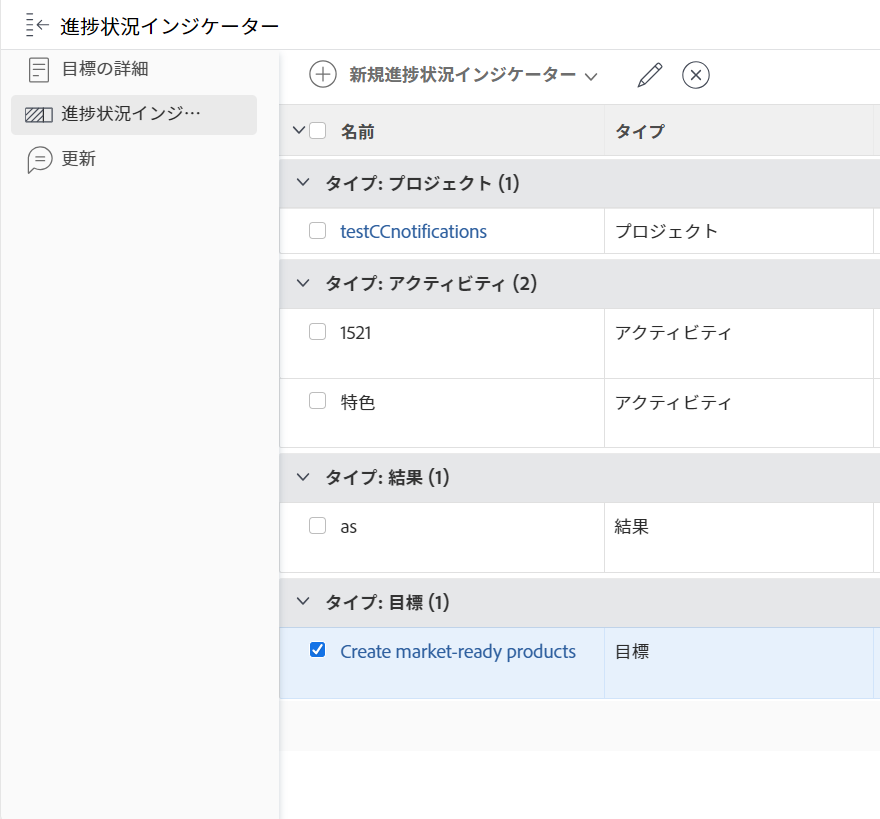 進捗状況インジケーター
目標の詳細
進捗状況インジ…
更新
新規進捗状況インジケーター
名前 タイプ
タイプ: プロジェクト (1)
testCCnotifications プロジェクト
タイプ: アクティビティ (2)
1521 アクティビティ
特色 アクティビティ
タイプ: 結果 (1)
as 結果
タイプ: 目標 (1)
Create market-ready products 目標